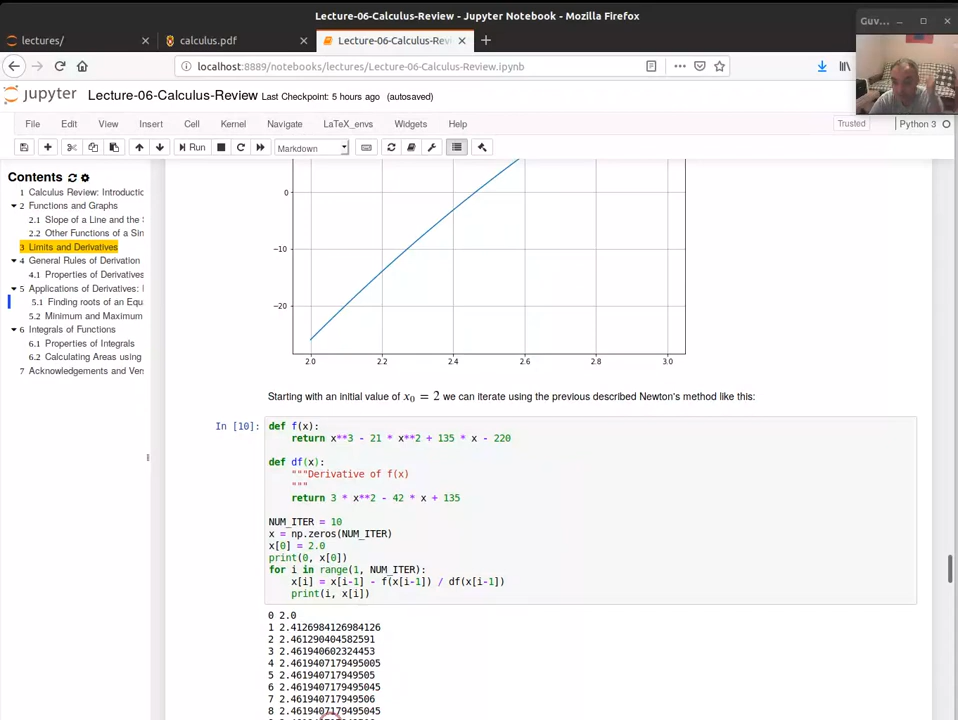 Lecture-06-Calculus-Review - Jupyter Notebook - Mozilla Firefox
Guv...
lectures/
calculus.pdf
Lecture-06-Calculus-Rev
localhost:8889/notebooks/lectures/Lecture-06-Calculus-Review.ipynb
jupyter Lecture-06-Calculus-Review Last Checkpoint: 5 hours ago (autosaved)
File Edit View Insert Cell Kernel Navigate LaTeX_envs Widgets Help
Trusted Python 3
Run Markdown
Contents
1 Calculus Review: Introductic
2 Functions and Graphs
2.1 Slope of a Line and the
2.2 Other Functions of a Sin
3 Limits and Derivatives
4 General Rules of Derivation
4.1 Properties of Derivatives
5 Applications of Derivatives:
5.1 Finding roots of an Equ
5.2 Minimum and Maximum
6 Integrals of Functions
6.1 Properties of Integrals
6.2 Calculating Areas using
7 Acknowledgements and Ver
0
−10
−20
2.0 2.2 2.4 2.6 2.8 3.0
Starting with an initial value of x₀ = 2 we can iterate using the previous described Newton's method like this:
In [10]:
def f(x):
    return x**3 - 21 * x**2 + 135 * x - 220
def df(x):
    """Derivative of f(x)
    """
    return 3 * x**2 - 42 * x + 135
NUM_ITER = 10
x = np.zeros(NUM_ITER)
x[0] = 2.0
print(0, x[0])
for i in range(1, NUM_ITER):
    x[i] = x[i-1] - f(x[i-1]) / df(x[i-1])
    print(i, x[i])
0 2.0
1 2.4126984126984126
2 2.461290404582591
3 2.461940602324453
4 2.4619407179495005
5 2.461940717949505
6 2.4619407179495045
7 2.461940717949506
8 2.4619407179495045